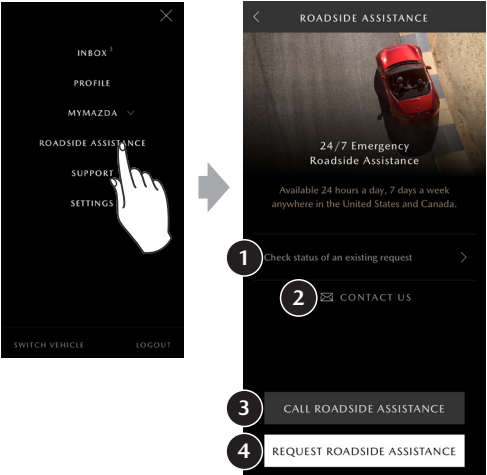 INBOX 3
PROFILE
MYMAZDA
ROADSIDE ASSISTANCE
SUPPORT
SETTINGS
SWITCH VEHICLE
LOGOUT
ROADSIDE ASSISTANCE
24/7 Emergency
Roadside Assistance
Available 24 hours a day, 7 days a week
anywhere in the United States and Canada.
1 Check status of an existing request
2 CONTACT US
3 CALL ROADSIDE ASSISTANCE
4 REQUEST ROADSIDE ASSISTANCE